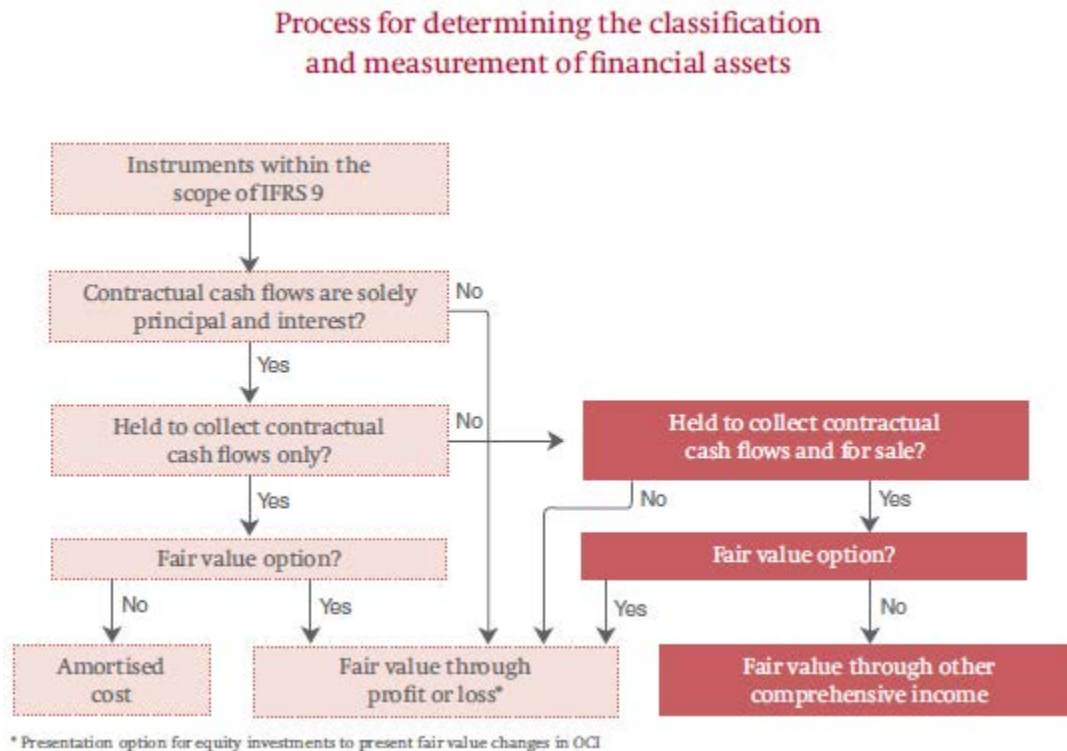 Process for determining the classification
and measurement of financial assets
Instruments within the
scope of IFRS 9
Contractual cash flows are solely
principal and interest?
No
Yes
Held to collect contractual
cash flows only?
No
Held to collect contractual
cash flows and for sale?
Yes
No
Yes
Fair value option?
Fair value option?
No
Yes
Yes
No
Amortised
cost
Fair value through
profit or loss*
Fair value through other
comprehensive income
* Presentation option for equity investments to present fair value changes in OCI